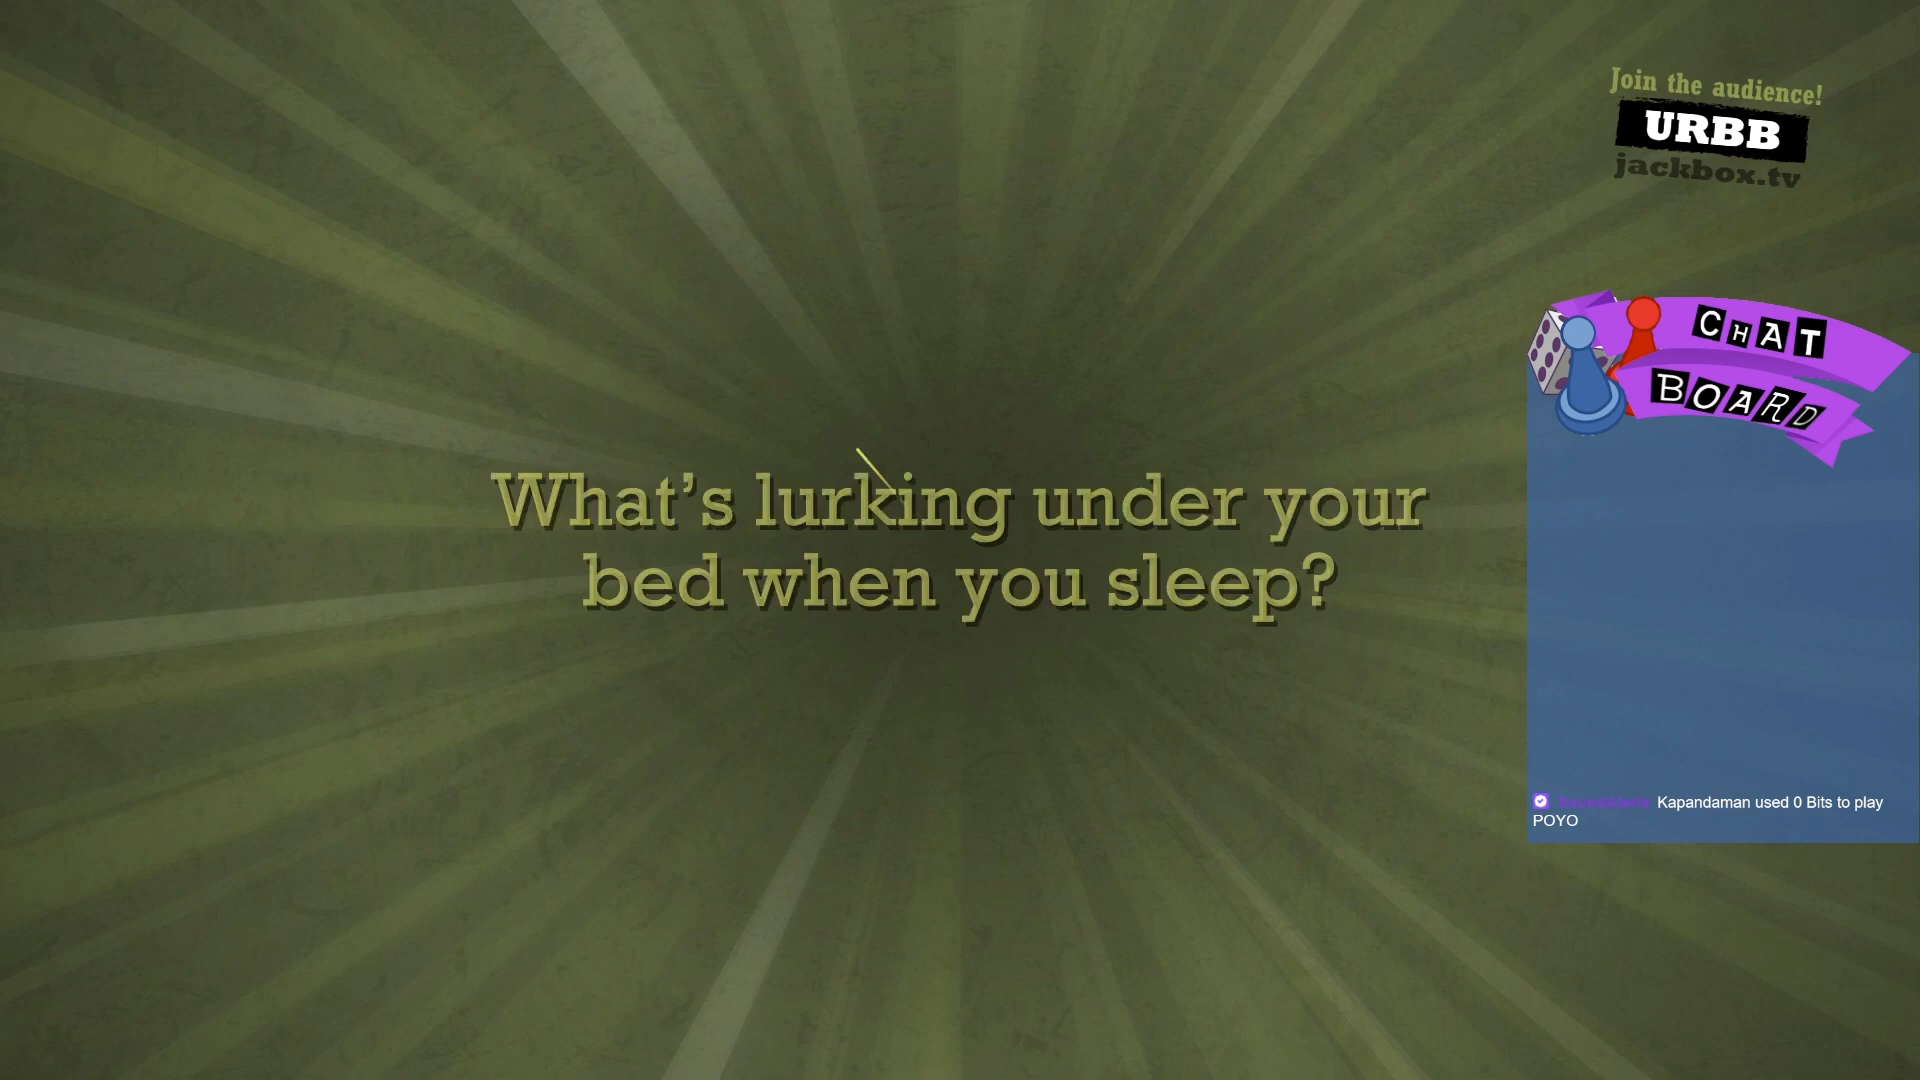 Join the audience!
URBB
jackbox.tv
CHAT
BOARD
What's lurking under your
bed when you sleep?
Kapandaman used 0 Bits to play
POYO